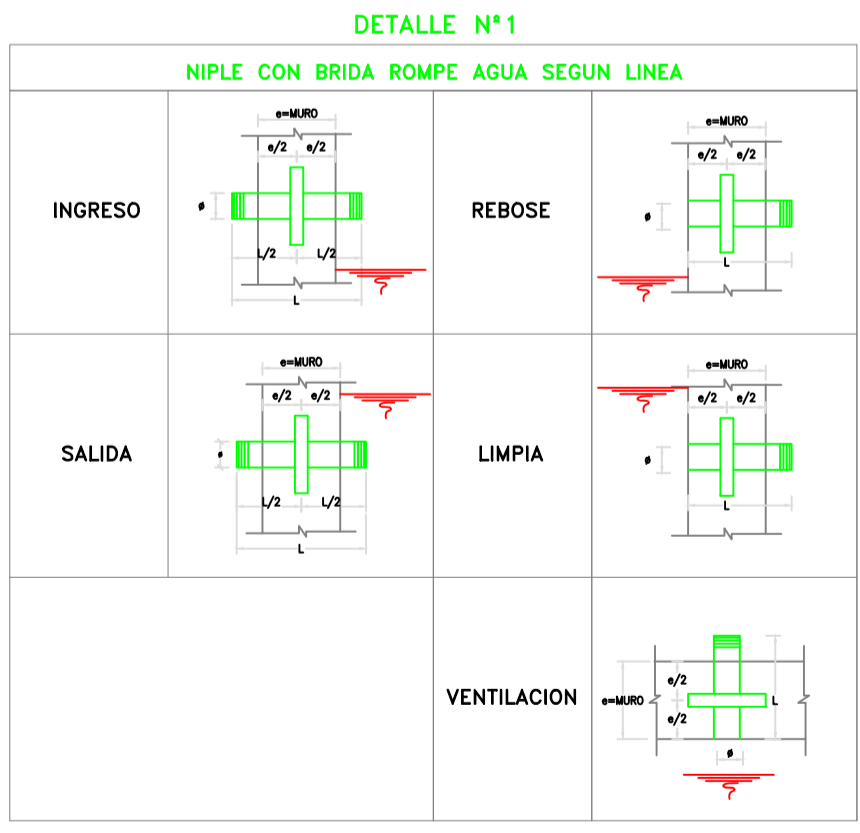 DETALLE Nº1
NIPLE CON BRIDA ROMPE AGUA SEGUN LINEA
INGRESO
e=MURO
e/2 e/2
ø
L/2 L/2
L
REBOSE
e=MURO
e/2 e/2
ø
L
SALIDA
e=MURO
e/2 e/2
ø
L/2 L/2
L
LIMPIA
e=MURO
e/2 e/2
ø
L
VENTILACION
e=MURO
e/2
e/2
L
ø